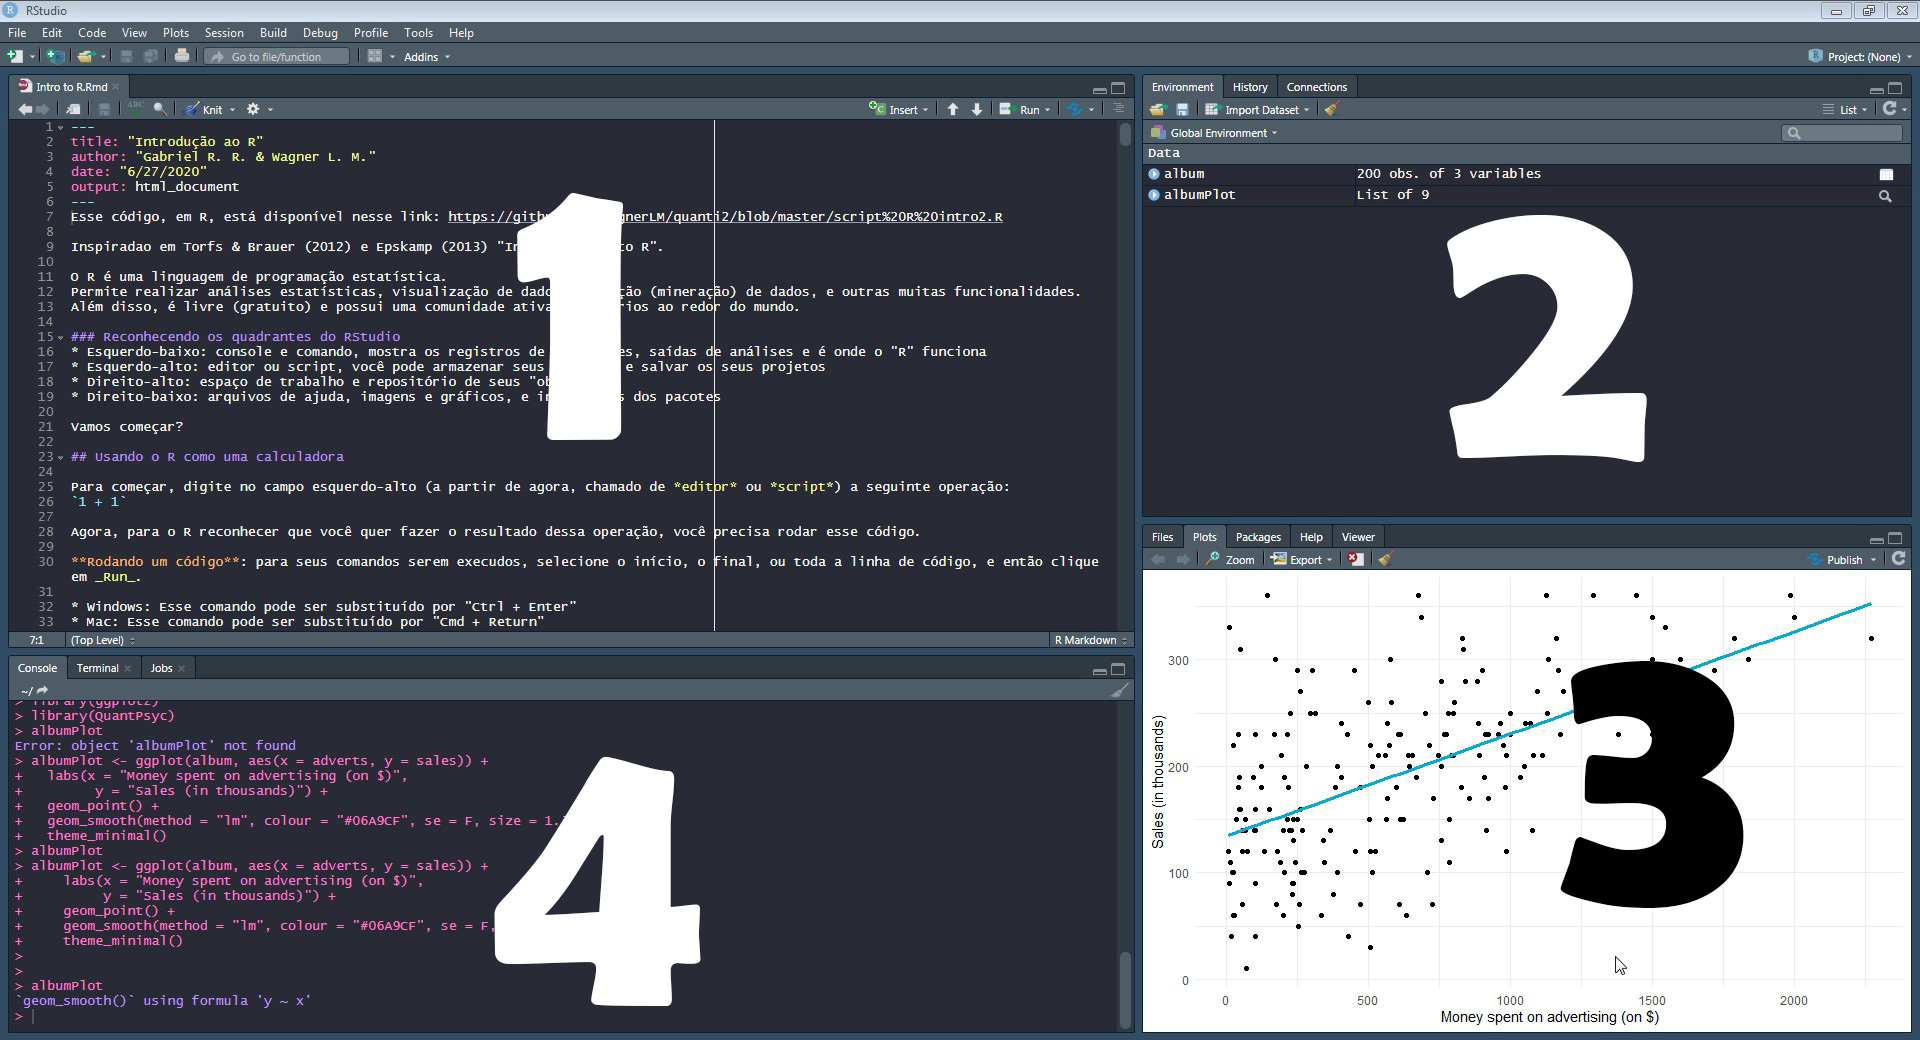 RStudio
File Edit Code View Plots Session Build Debug Profile Tools Help
Go to file/function Addins Project: (None)
Intro to R.Rmd
ABC Knit Insert Run
1 ---
2 title: "Introdução ao R"
3 author: "Gabriel R. R. & Wagner L. M."
4 date: "6/27/2020"
5 output: html_document
6 ---
7 Esse código, em R, está disponível nesse link: https://gith gnerLM/quanti2/blob/master/script%20R%20intro2.R
8
9 Inspiradao em Torfs & Brauer (2012) e Epskamp (2013) "In to R".
10
11 O R é uma linguagem de programação estatística.
12 Permite realizar análises estatísticas, visualização de dado ção (mineração) de dados, e outras muitas funcionalidades.
13 Além disso, é livre (gratuito) e possui uma comunidade ativa rios ao redor do mundo.
14
15 ### Reconhecendo os quadrantes do RStudio
16 * Esquerdo-baixo: console e comando, mostra os registros de es, saídas de análises e é onde o "R" funciona
17 * Esquerdo-alto: editor ou script, você pode armazenar seus e salvar os seus projetos
18 * Direito-alto: espaço de trabalho e repositório de seus "ob
19 * Direito-baixo: arquivos de ajuda, imagens e gráficos, e in s dos pacotes
20
21 Vamos começar?
22
23 ## Usando o R como uma calculadora
24
25 Para começar, digite no campo esquerdo-alto (a partir de agora, chamado de *editor* ou *script*) a seguinte operação:
26 `1 + 1`
27
28 Agora, para o R reconhecer que você quer fazer o resultado dessa operação, você precisa rodar esse código.
29
30 **Rodando um código**: para seus comandos serem execudos, selecione o início, o final, ou toda a linha de código, e então clique
em _Run_.
31
32 * Windows: Esse comando pode ser substituído por "Ctrl + Enter"
33 * Mac: Esse comando pode ser substituído por "Cmd + Return"
7:1 (Top Level) R Markdown
1
Console Terminal Jobs
~/
> library(ggplot2)
> library(QuantPsyc)
> albumPlot
Error: object 'albumPlot' not found
> albumPlot <- ggplot(album, aes(x = adverts, y = sales)) +
+ labs(x = "Money spent on advertising (on $)",
+ y = "Sales (in thousands)") +
+ geom_point() +
+ geom_smooth(method = "lm", colour = "#06A9CF", se = F, size = 1.
+ theme_minimal()
> albumPlot
> albumPlot <- ggplot(album, aes(x = adverts, y = sales)) +
+ labs(x = "Money spent on advertising (on $)",
+ y = "Sales (in thousands)") +
+ geom_point() +
+ geom_smooth(method = "lm", colour = "#06A9CF", se = F,
+ theme_minimal()
>
>
> albumPlot
`geom_smooth()` using formula 'y ~ x'
>
4
Environment History Connections
Import Dataset List
Global Environment
Data
album 200 obs. of 3 variables
albumPlot List of 9
2
Files Plots Packages Help Viewer
Zoom Export Publish
300
200
100
0
Sales (in thousands)
0 500 1000 1500 2000
Money spent on advertising (on $)
3